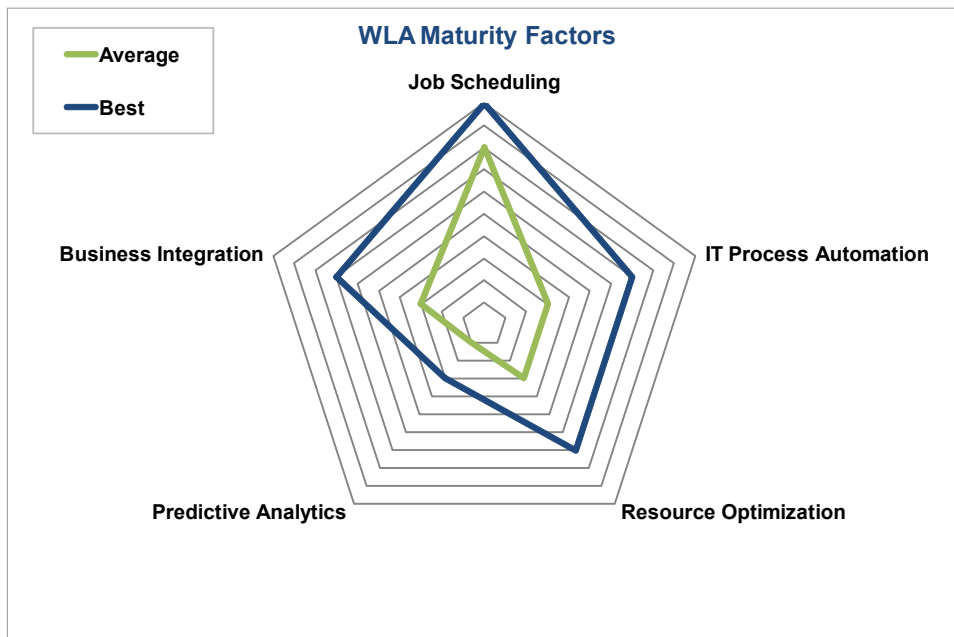 WLA Maturity Factors
Average
Best
Job Scheduling
Business Integration
IT Process Automation
Predictive Analytics
Resource Optimization